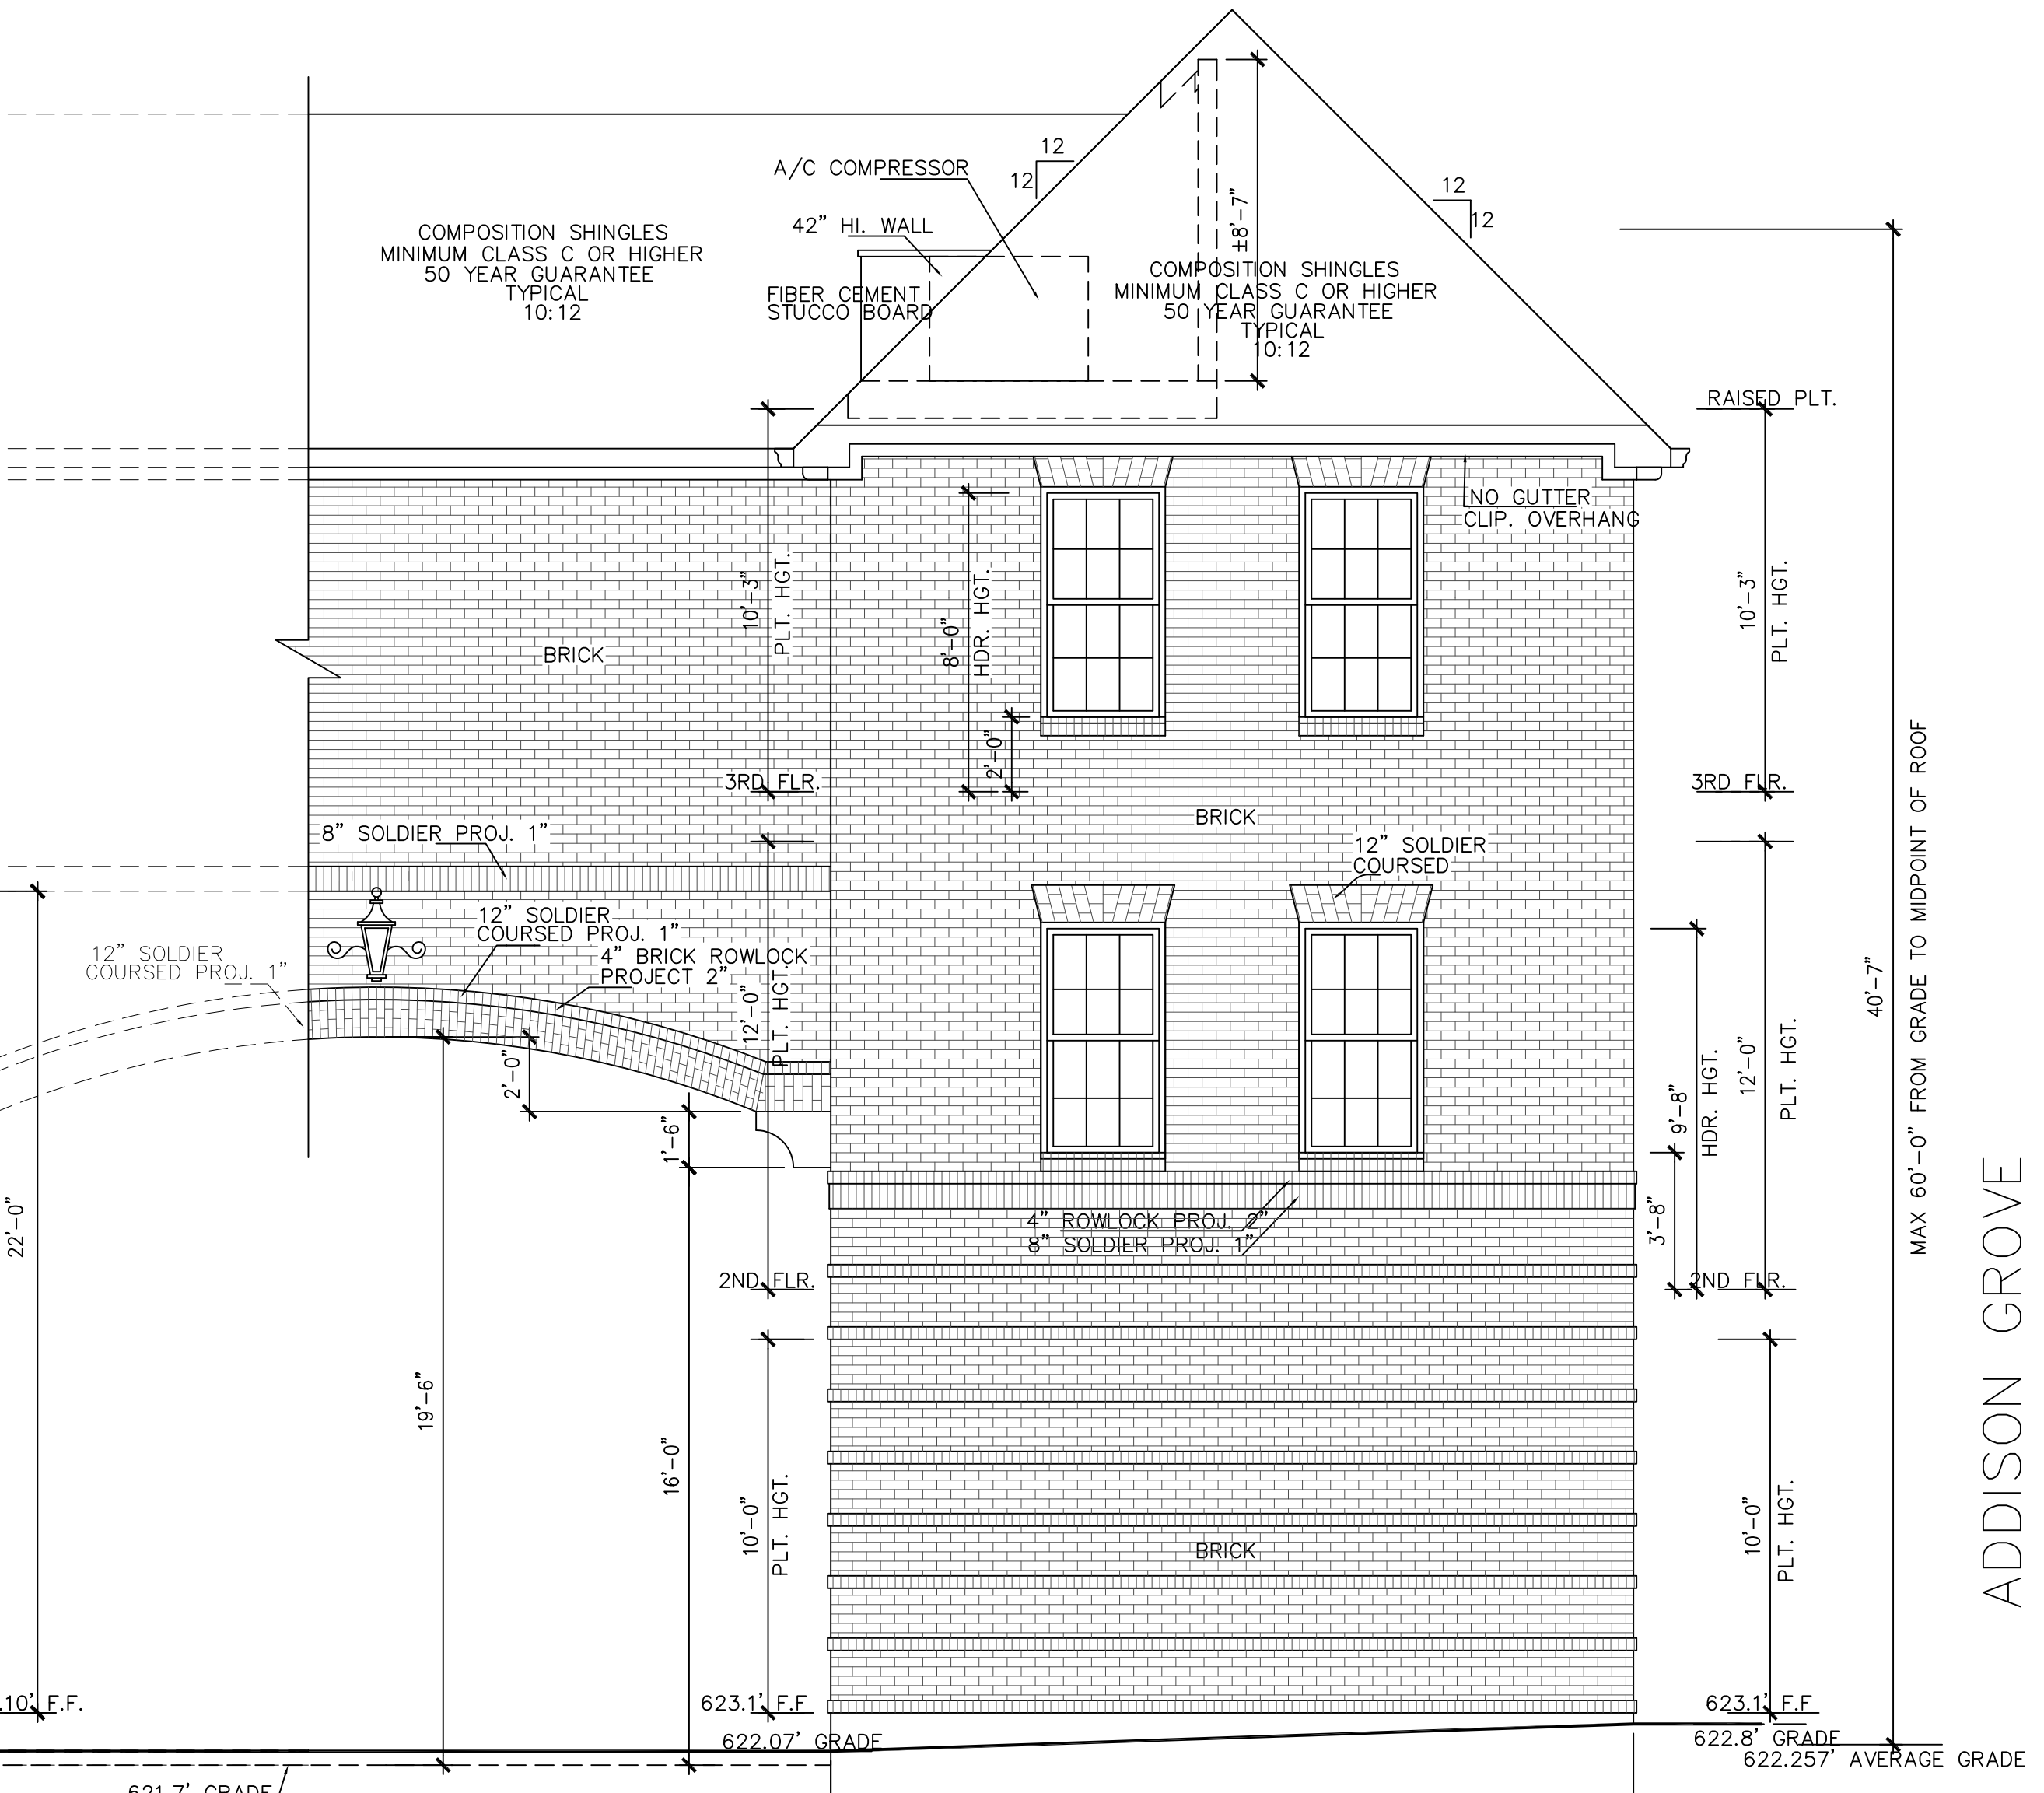 12
12
A/C COMPRESSOR
42" HI. WALL
FIBER CEMENT
STUCCO BOARD
COMPOSITION SHINGLES
MINIMUM CLASS C OR HIGHER
50 YEAR GUARANTEE
TYPICAL
10:12
±8'-7"
12
12
COMPOSITION SHINGLES
MINIMUM CLASS C OR HIGHER
50 YEAR GUARANTEE
TYPICAL
10:12
RAISED PLT.
NO GUTTER
CLIP. OVERHANG
10'-3"
PLT. HGT.
8'-0"
HDR. HGT.
2'-0"
10'-3"
PLT. HGT.
BRICK
3RD FLR.
3RD FLR.
BRICK
8" SOLDIER PROJ. 1"
12" SOLDIER
COURSED
12" SOLDIER
COURSED PROJ. 1"
4" BRICK ROWLOCK
PROJECT 2"
12" SOLDIER
COURSED PROJ. 1"
12'-0"
PLT. HGT.
2'-0"
1'-6"
22'-0"
19'-6"
16'-0"
4" ROWLOCK PROJ. 2"
8" SOLDIER PROJ. 1"
3'-8"
9'-8"
HDR. HGT.
12'-0"
PLT. HGT.
40'-7"
MAX 60'-0" FROM GRADE TO MIDPOINT OF ROOF
2ND FLR.
2ND FLR.
10'-0"
PLT. HGT.
BRICK
10'-0"
PLT. HGT.
ADDISON GROVE
.10' F.F.
623.1' F.F
623.1' F.F
622.07' GRADE
622.8' GRADE
622.257' AVERAGE GRADE
621.7' GRADE